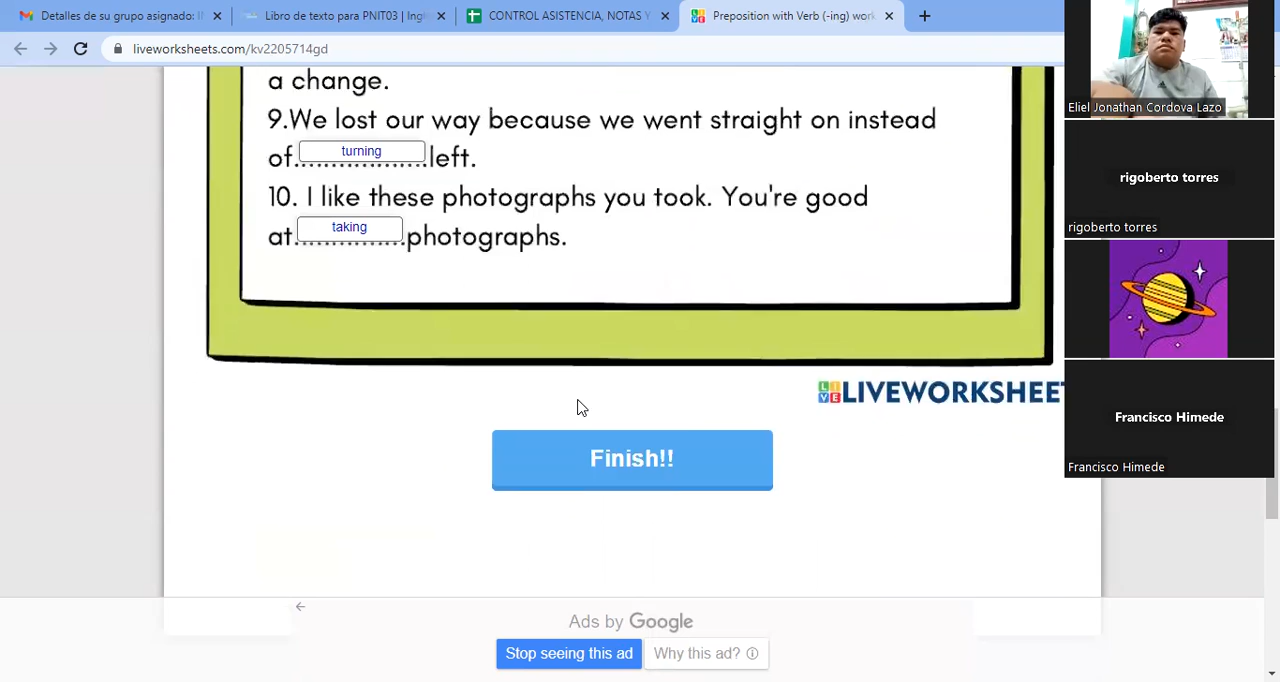 Detalles de su grupo asignado: I
Libro de texto para PNIT03 | Ingl
CONTROL ASISTENCIA, NOTAS Y
Preposition with Verb (-ing) work
liveworksheets.com/kv2205714gd
a change.
9.We lost our way because we went straight on instead
of..................left.
turning
10. I like these photographs you took. You're good
at...............photographs.
taking
LIVEWORKSHEET
Finish!!
Ads by Google
Stop seeing this ad
Why this ad?
Eliel Jonathan Cordova Lazo
rigoberto torres
rigoberto torres
Francisco Himede
Francisco Himede